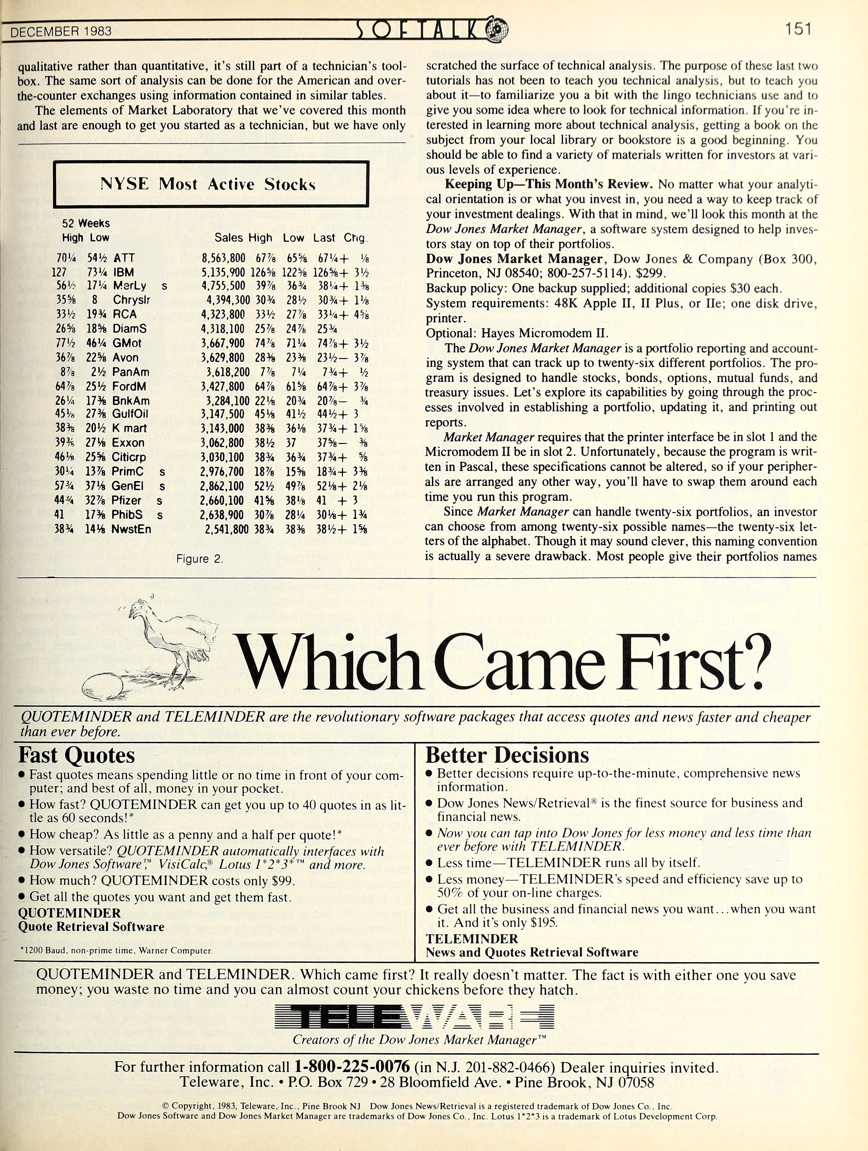 DECEMBER 1983
SOFTALK
151
qualitative rather than quantitative, it's still part of a technician's tool-
box. The same sort of analysis can be done for the American and over-
the-counter exchanges using information contained in similar tables.
The elements of Market Laboratory that we've covered this month
and last are enough to get you started as a technician, but we have only
NYSE Most Active Stocks
52 Weeks
High Low Sales High Low Last Chg.
70¼ 54½ ATT 8,563,800 67⅞ 65⅝ 67¼+ ⅛
127 73¼ IBM 5,135,900 126⅝ 122⅝ 126⅝+ 3½
56½ 17¼ MerLy s 4,755,500 39⅞ 36¾ 38¼+ 1⅜
35⅝ 8 Chryslr 4,394,300 30¾ 28½ 30¾+ 1⅛
33½ 19¾ RCA 4,323,800 33½ 27⅞ 33¼+ 4⅝
26⅝ 18⅝ DiamS 4,318,100 25⅞ 24⅞ 25¾
77½ 46¼ GMot 3,667,900 74⅞ 71¼ 74⅞+ 3½
36⅞ 22⅝ Avon 3,629,800 28⅜ 23⅜ 23½— 3⅞
8⅞ 2½ PanAm 3,618,200 7⅞ 7¼ 7¾+ ½
64⅞ 25½ FordM 3,427,800 64⅞ 61⅝ 64⅞+ 3⅞
26¼ 17⅜ BnkAm 3,284,100 22⅛ 20¾ 20⅞— ¾
45⅛ 27⅜ GulfOil 3,147,500 45⅛ 41½ 44½+ 3
38⅜ 20½ K mart 3,143,000 38⅜ 36⅛ 37¾+ 1⅝
39¾ 27⅛ Exxon 3,062,800 38½ 37 37⅝— ⅜
46⅛ 25⅝ Citicrp 3,030,100 38¾ 36¾ 37¾+ ⅝
30¼ 13⅞ PrimC s 2,976,700 18⅞ 15⅝ 18¾+ 3⅜
57¾ 37⅛ GenEl s 2,862,100 52½ 49⅞ 52⅛+ 2⅛
44¾ 32⅞ Pfizer s 2,660,100 41⅝ 38⅛ 41 + 3
41 17⅜ PhibS s 2,638,900 30⅞ 28¼ 30⅛+ 1¾
38¾ 14⅛ NwstEn 2,541,800 38¾ 38⅜ 38½+ 1⅝
Figure 2.
scratched the surface of technical analysis. The purpose of these last two
tutorials has not been to teach you technical analysis, but to teach you
about it—to familiarize you a bit with the lingo technicians use and to
give you some idea where to look for technical information. If you're in-
terested in learning more about technical analysis, getting a book on the
subject from your local library or bookstore is a good beginning. You
should be able to find a variety of materials written for investors at vari-
ous levels of experience.
Keeping Up—This Month's Review. No matter what your analyti-
cal orientation is or what you invest in, you need a way to keep track of
your investment dealings. With that in mind, we'll look this month at the
Dow Jones Market Manager, a software system designed to help inves-
tors stay on top of their portfolios.
Dow Jones Market Manager, Dow Jones & Company (Box 300,
Princeton, NJ 08540; 800-257-5114). $299.
Backup policy: One backup supplied; additional copies $30 each.
System requirements: 48K Apple II, II Plus, or IIe; one disk drive,
printer.
Optional: Hayes Micromodem II.
The Dow Jones Market Manager is a portfolio reporting and account-
ing system that can track up to twenty-six different portfolios. The pro-
gram is designed to handle stocks, bonds, options, mutual funds, and
treasury issues. Let's explore its capabilities by going through the proc-
esses involved in establishing a portfolio, updating it, and printing out
reports.
Market Manager requires that the printer interface be in slot 1 and the
Micromodem II be in slot 2. Unfortunately, because the program is writ-
ten in Pascal, these specifications cannot be altered, so if your peripher-
als are arranged any other way, you'll have to swap them around each
time you run this program.
Since Market Manager can handle twenty-six portfolios, an investor
can choose from among twenty-six possible names—the twenty-six let-
ters of the alphabet. Though it may sound clever, this naming convention
is actually a severe drawback. Most people give their portfolios names
Which Came First?
QUOTEMINDER and TELEMINDER are the revolutionary software packages that access quotes and news faster and cheaper
than ever before.
Fast Quotes
• Fast quotes means spending little or no time in front of your com-
puter; and best of all, money in your pocket.
• How fast? QUOTEMINDER can get you up to 40 quotes in as lit-
tle as 60 seconds!*
• How cheap? As little as a penny and a half per quote!*
• How versatile? QUOTEMINDER automatically interfaces with
Dow Jones Software™, VisiCalc®, Lotus 1*2*3*™ and more.
• How much? QUOTEMINDER costs only $99.
• Get all the quotes you want and get them fast.
QUOTEMINDER
Quote Retrieval Software
*1200 Baud, non-prime time, Warner Computer.
Better Decisions
• Better decisions require up-to-the-minute, comprehensive news
information.
• Dow Jones News/Retrieval® is the finest source for business and
financial news.
• Now you can tap into Dow Jones for less money and less time than
ever before with TELEMINDER.
• Less time—TELEMINDER runs all by itself.
• Less money—TELEMINDER's speed and efficiency save up to
50% of your on-line charges.
• Get all the business and financial news you want...when you want
it. And it's only $195.
TELEMINDER
News and Quotes Retrieval Software
QUOTEMINDER and TELEMINDER. Which came first? It really doesn't matter. The fact is with either one you save
money; you waste no time and you can almost count your chickens before they hatch.
TELEWARE
Creators of the Dow Jones Market Manager™
For further information call 1-800-225-0076 (in N.J. 201-882-0466) Dealer inquiries invited.
Teleware, Inc. • P.O. Box 729 • 28 Bloomfield Ave. • Pine Brook, NJ 07058
© Copyright, 1983, Teleware, Inc., Pine Brook NJ Dow Jones News/Retrieval is a registered trademark of Dow Jones Co., Inc.
Dow Jones Software and Dow Jones Market Manager are trademarks of Dow Jones Co., Inc. Lotus 1*2*3 is a trademark of Lotus Development Corp.